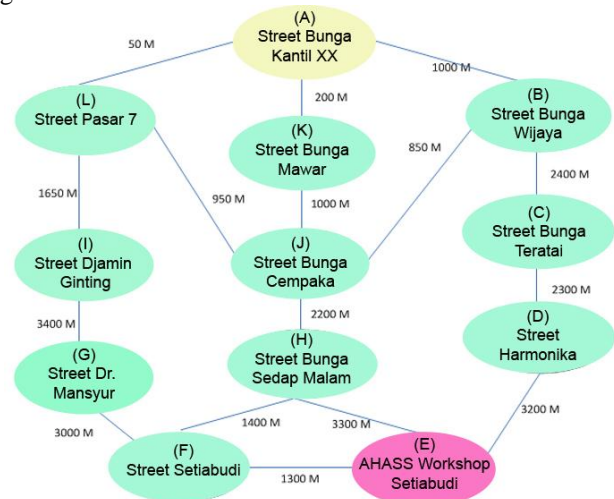 (A)
Street Bunga
Kantil XX
50 M
1000 M
200 M
(L)
Street Pasar 7
(B)
Street Bunga
Wijaya
(K)
Street Bunga
Mawar
850 M
2400 M
1650 M
950 M
1000 M
(C)
Street Bunga
Teratai
(I)
Street Djamin
Ginting
(J)
Street Bunga
Cempaka
2300 M
2200 M
3400 M
(D)
Street
Harmonika
(G)
Street Dr.
Mansyur
(H)
Street Bunga
Sedap Malam
3200 M
3000 M
1400 M
3300 M
(F)
Street Setiabudi
1300 M
(E)
AHASS Workshop
Setiabudi